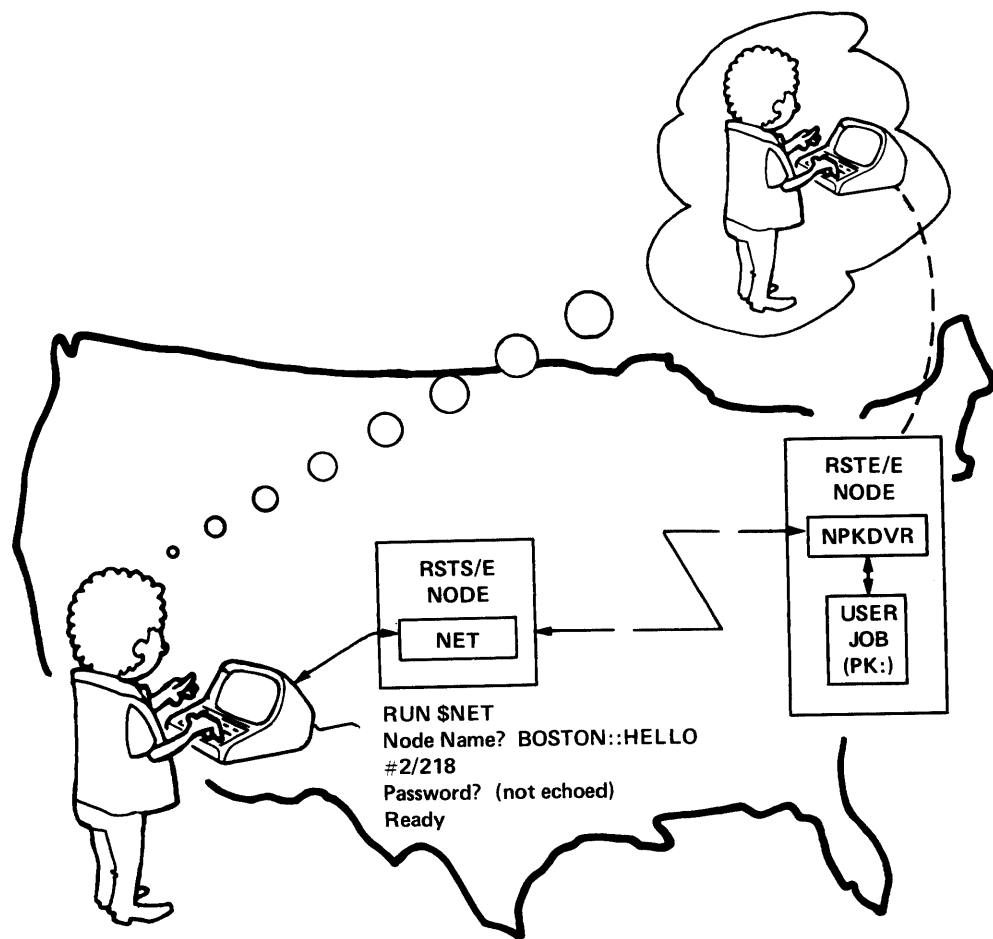 RSTE/E
NODE
NPKDVR
USER
JOB
(PK:)
RSTS/E
NODE
NET
RUN $NET
Node Name? BOSTON::HELLO
#2/218
Password? (not echoed)
Ready